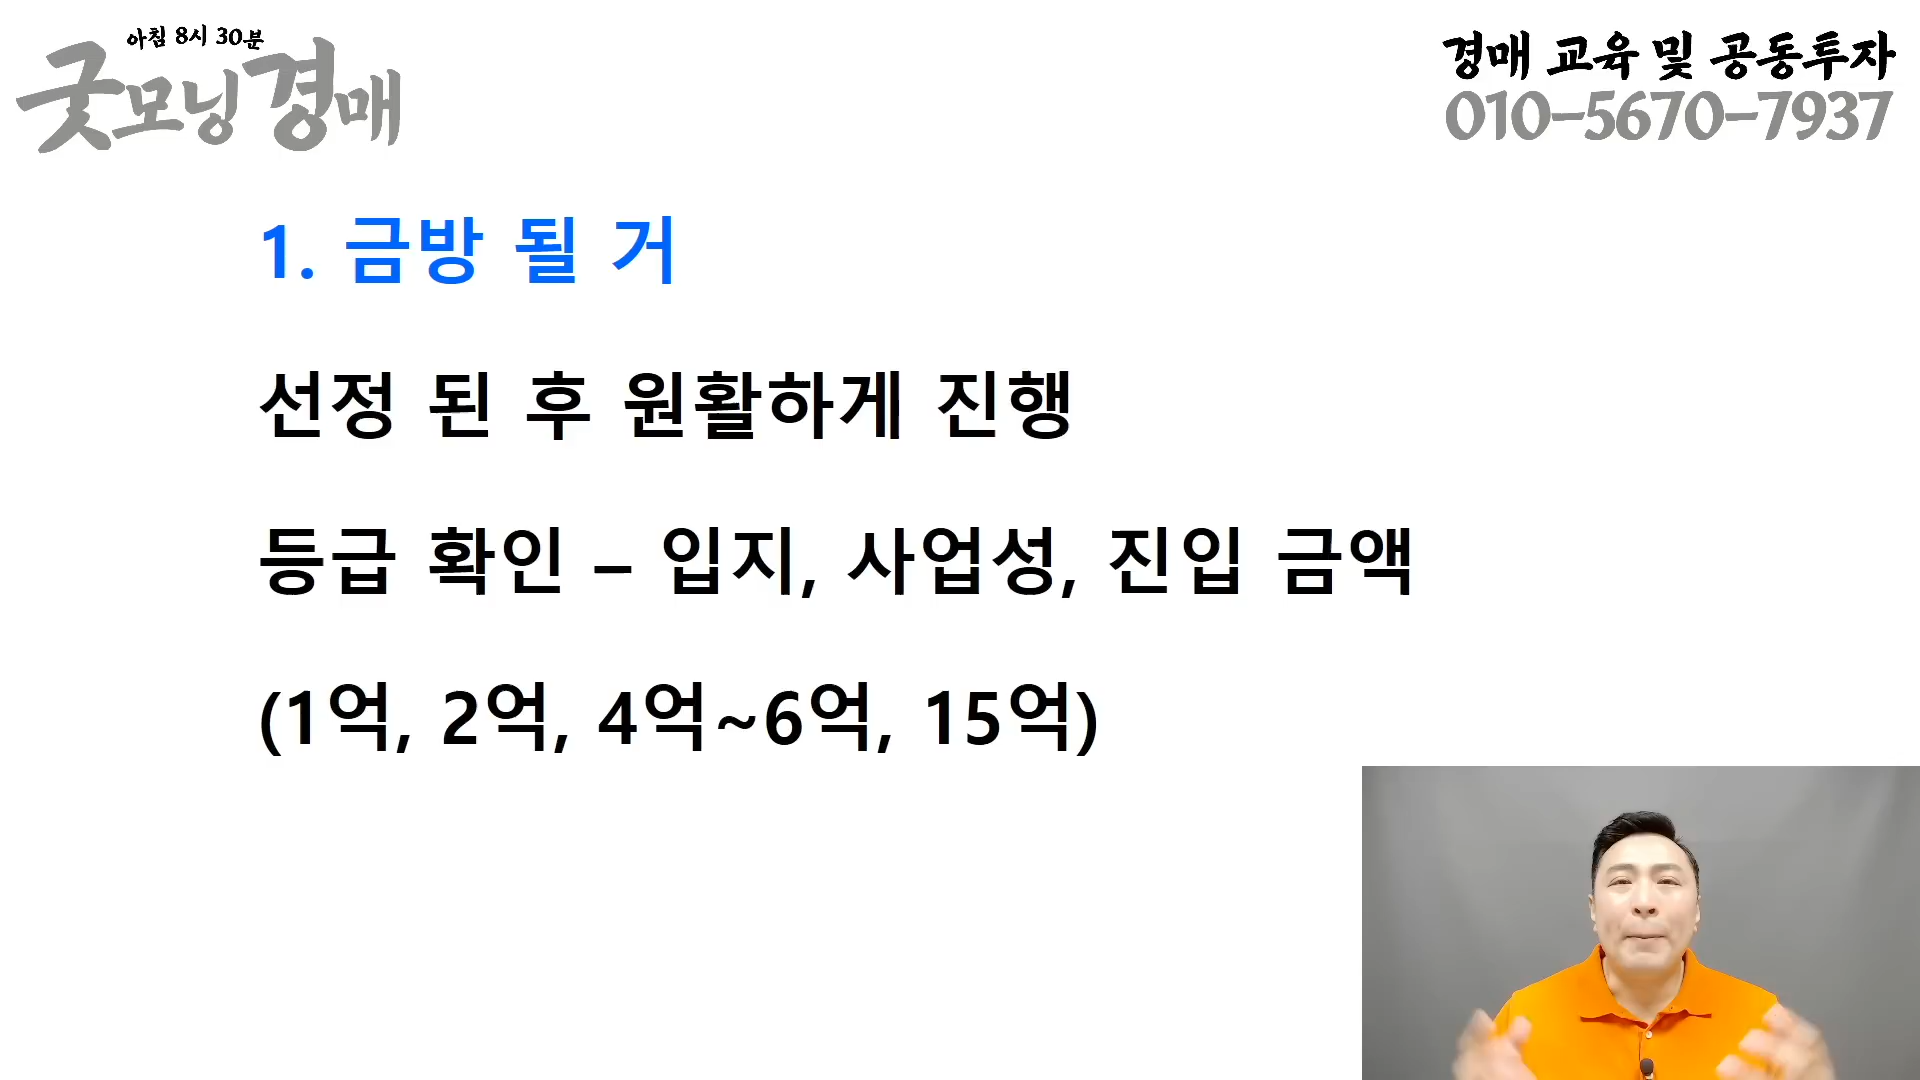 아침 8시 30분
굿모닝경매
경매 교육 및 공동투자
010-5670-7937
1. 금방 될 거
선정 된 후 원활하게 진행
등급 확인 – 입지, 사업성, 진입 금액
(1억, 2억, 4억~6억, 15억)